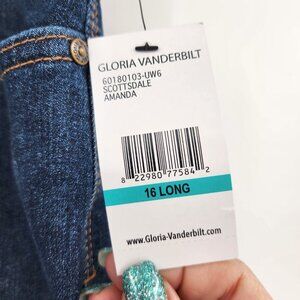 GLORIA VANDERBILT
60180103-UW6
SCOTTSDALE
AMANDA
8 22980 77584 2
16 LONG
www.Gloria-Vanderbilt.com